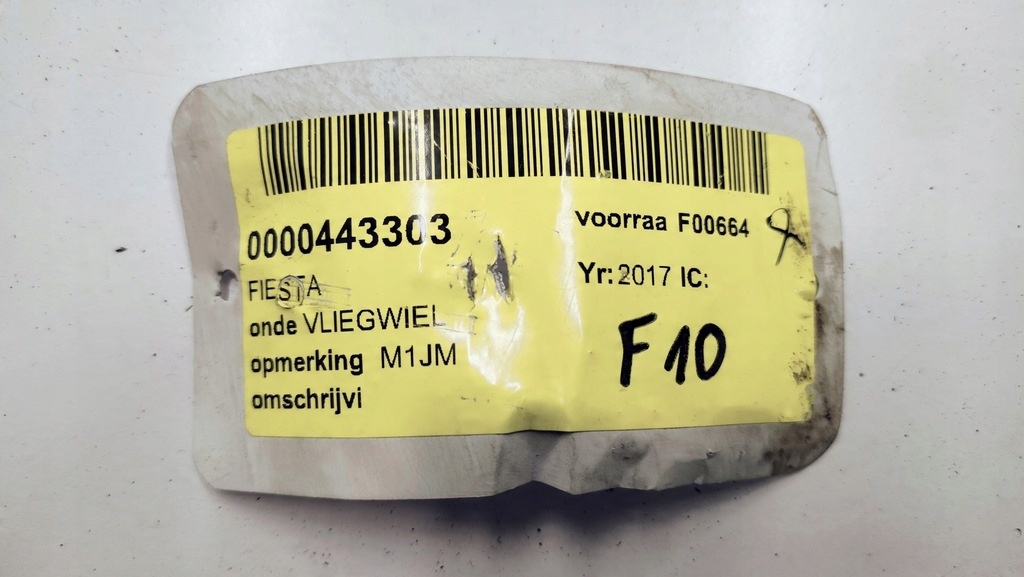 0000443303
FIESTA
onde VLIEGWIEL
opmerking M1JM
omschrijvi
voorraa F00664
Yr: 2017 IC:
F10